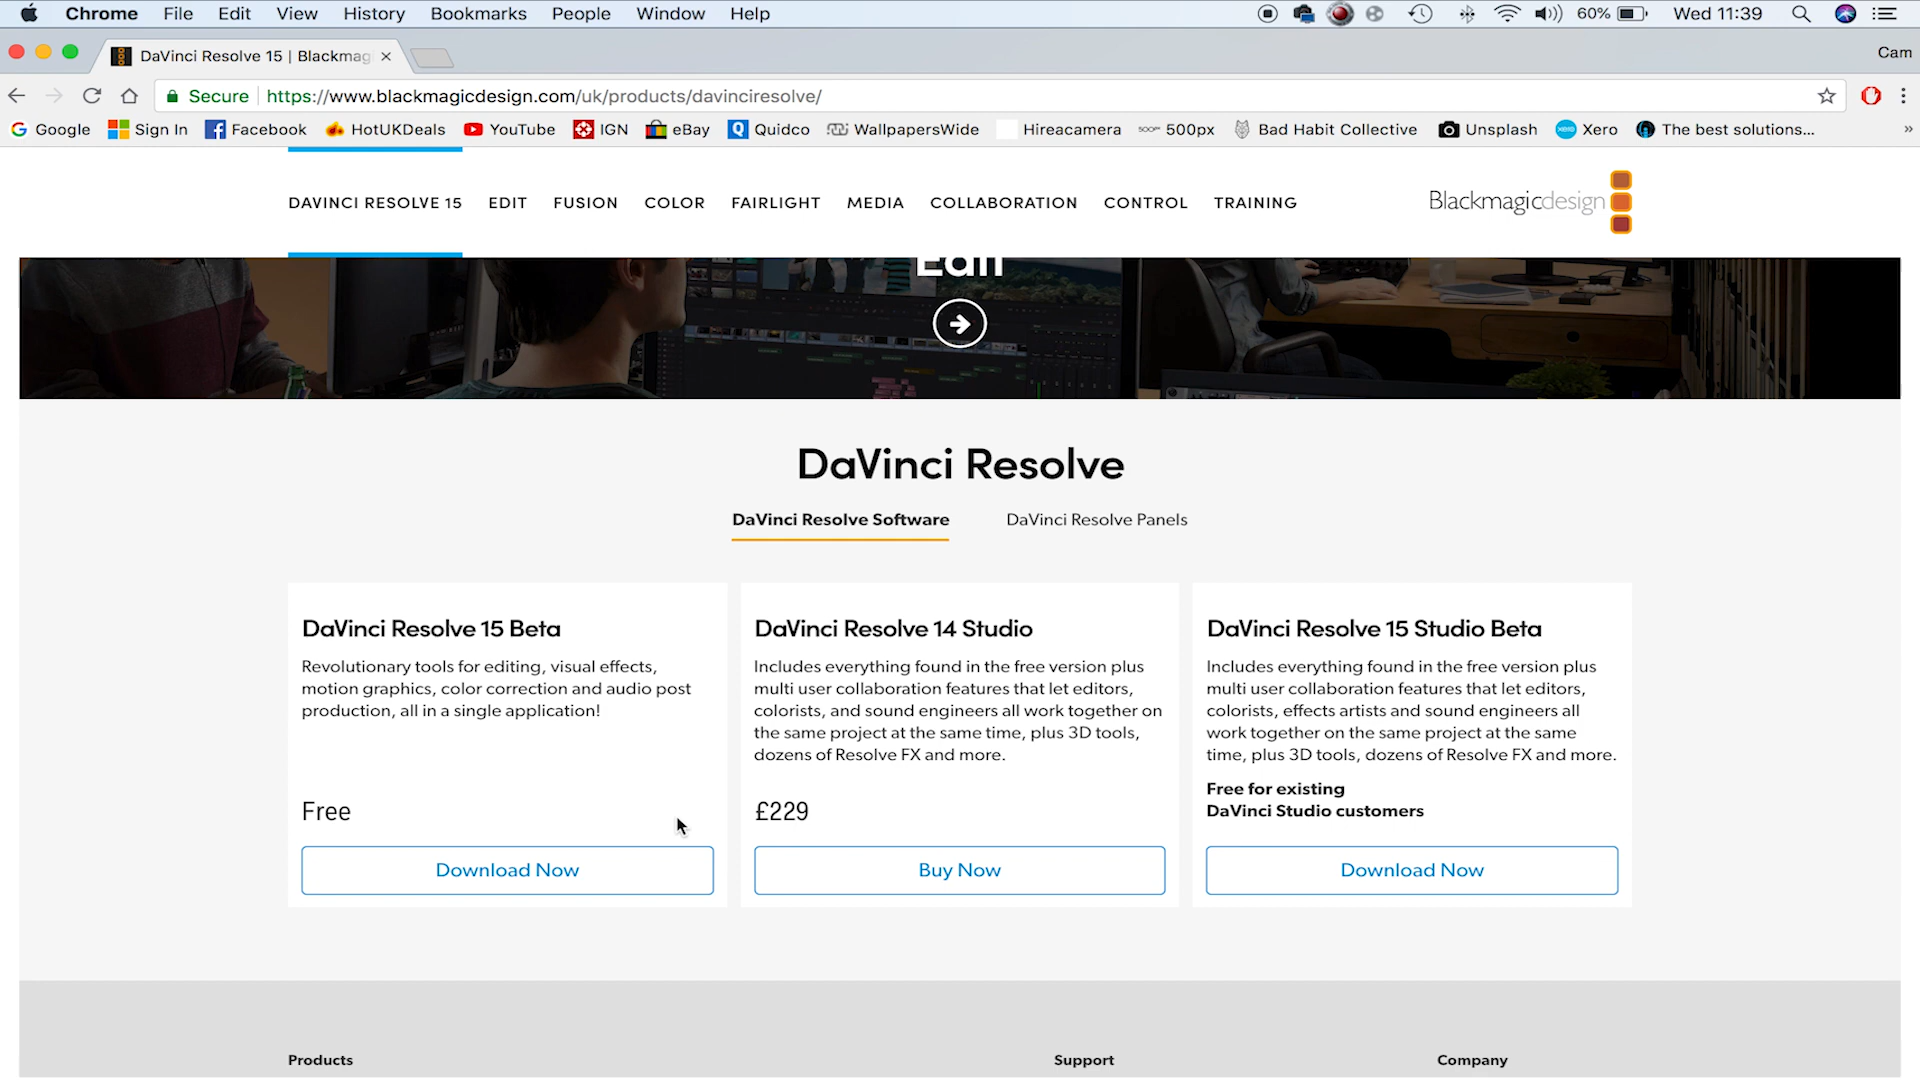 Chrome File Edit View History Bookmarks People Window Help 60% Wed 11:39
DaVinci Resolve 15 | Blackmag Cam
Secure https://www.blackmagicdesign.com/uk/products/davinciresolve/
Google Sign In Facebook HotUKDeals YouTube IGN eBay Quidco WallpapersWide Hireacamera 500px Bad Habit Collective Unsplash Xero The best solutions... »
DAVINCI RESOLVE 15 EDIT FUSION COLOR FAIRLIGHT MEDIA COLLABORATION CONTROL TRAINING Blackmagicdesign
Edit
DaVinci Resolve
DaVinci Resolve Software DaVinci Resolve Panels
DaVinci Resolve 15 Beta
Revolutionary tools for editing, visual effects,
motion graphics, color correction and audio post
production, all in a single application!
Free
Download Now
DaVinci Resolve 14 Studio
Includes everything found in the free version plus
multi user collaboration features that let editors,
colorists, and sound engineers all work together on
the same project at the same time, plus 3D tools,
dozens of Resolve FX and more.
£229
Buy Now
DaVinci Resolve 15 Studio Beta
Includes everything found in the free version plus
multi user collaboration features that let editors,
colorists, effects artists and sound engineers all
work together on the same project at the same
time, plus 3D tools, dozens of Resolve FX and more.
Free for existing
DaVinci Studio customers
Download Now
Products Support Company